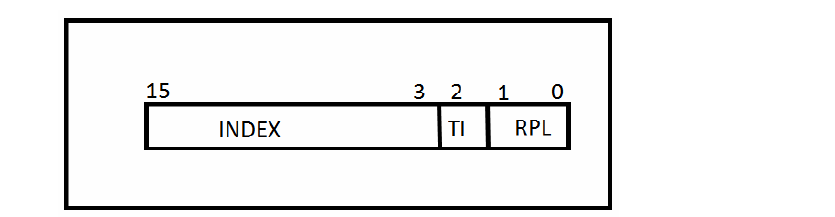 15 3 2 1 0
INDEX TI RPL